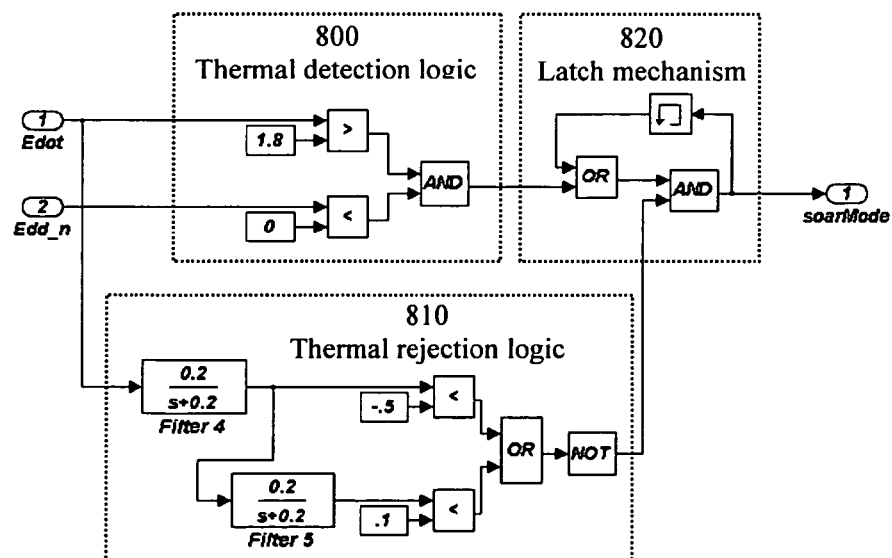 800
Thermal detection logic
820
Latch mechanism
1
Edot
1.8
>
AND
OR
AND
1
soarMode
2
Edd_n
0
<
810
Thermal rejection logic
0.2
s+0.2
Filter 4
-.5
<
OR
NOT
0.2
s+0.2
Filter 5
.1
<